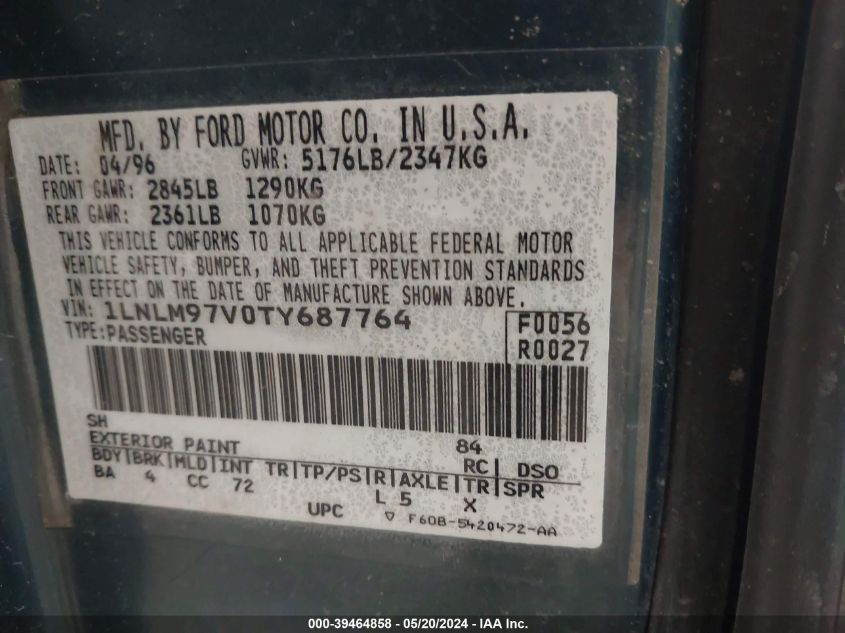 MFD. BY FORD MOTOR CO. IN U.S.A.
DATE: 04/96 GVWR: 5176LB/2347KG
FRONT GAWR: 2845LB 1290KG
REAR GAWR: 2361LB 1070KG
THIS VEHICLE CONFORMS TO ALL APPLICABLE FEDERAL MOTOR
VEHICLE SAFETY, BUMPER, AND THEFT PREVENTION STANDARDS
IN EFFECT ON THE DATE OF MANUFACTURE SHOWN ABOVE.
VIN: 1LNLM97V0TY687764 F0056
TYPE:PASSENGER R0027
SH
EXTERIOR PAINT 84 RC| DSO
BDY|BRK|MLD|INT TR|TP/PS|R|AXLE|TR|SPR
BA 4 CC 72 L 5 X
UPC ▽ F60B-5420472-AA
000-39464858 - 05/20/2024 - IAAI Inc.